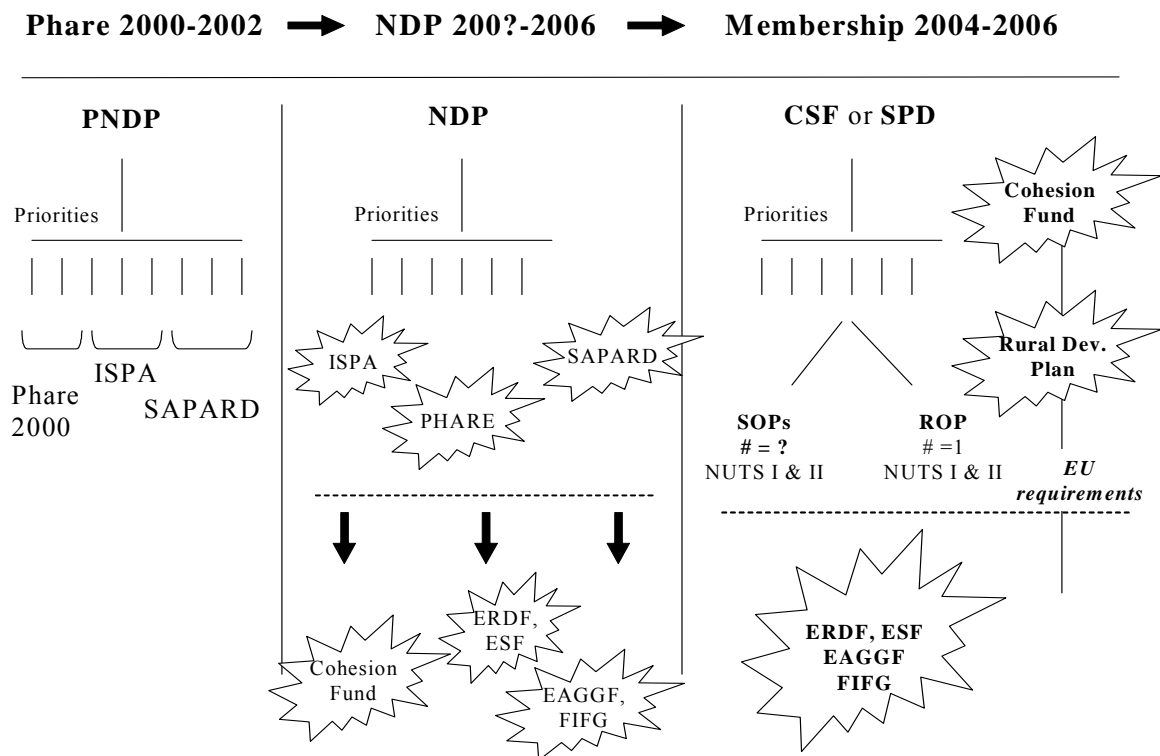 Phare 2000-2002
NDP 200?-2006
Membership 2004-2006
PNDP
Priorities
Phare
2000
ISPA
SAPARD
NDP
Priorities
ISPA
PHARE
SAPARD
Cohesion
Fund
ERDF,
ESF
EAGGF,
FIFG
CSF or SPD
Priorities
SOPs
# = ?
NUTS I & II
ROP
# =1
NUTS I & II
Cohesion
Fund
Rural Dev.
Plan
EU
requirements
ERDF, ESF
EAGGF
FIFG